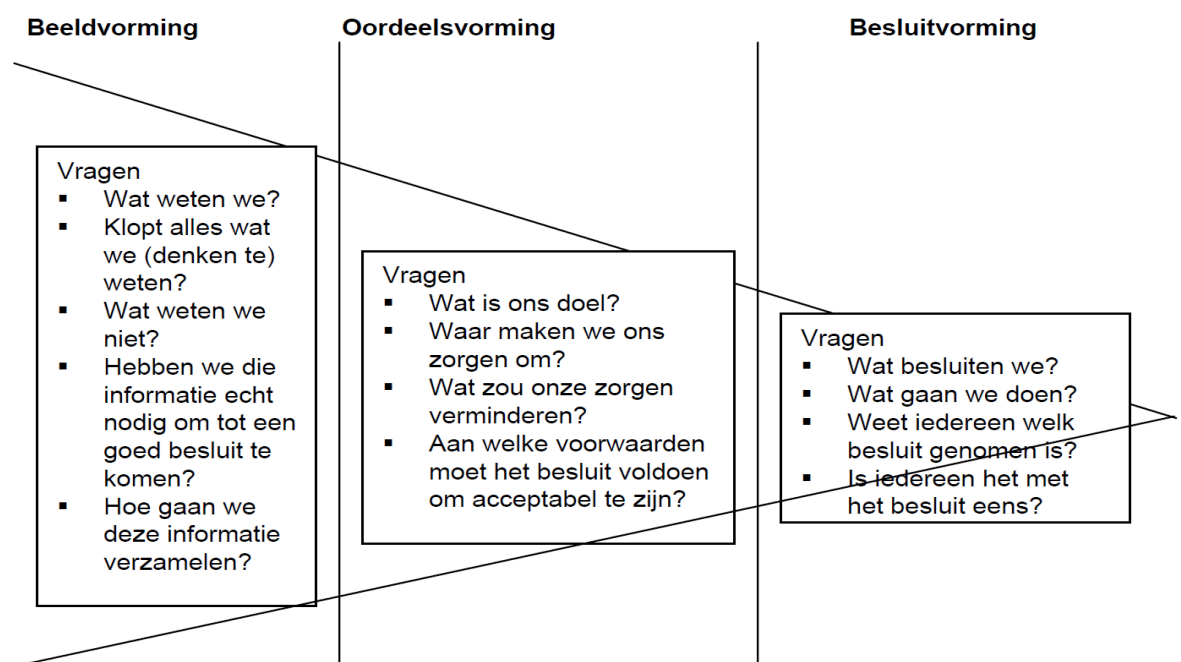 Beeldvorming
Oordeelsvorming
Besluitvorming
Vragen
▪ Wat weten we?
▪ Klopt alles wat
we (denken te)
weten?
▪ Wat weten we
niet?
▪ Hebben we die
informatie echt
nodig om tot een
goed besluit te
komen?
▪ Hoe gaan we
deze informatie
verzamelen?
Vragen
▪ Wat is ons doel?
▪ Waar maken we ons
zorgen om?
▪ Wat zou onze zorgen
verminderen?
▪ Aan welke voorwaarden
moet het besluit voldoen
om acceptabel te zijn?
Vragen
▪ Wat besluiten we?
▪ Wat gaan we doen?
▪ Weet iedereen welk
besluit genomen is?
▪ Is iedereen het met
het besluit eens?